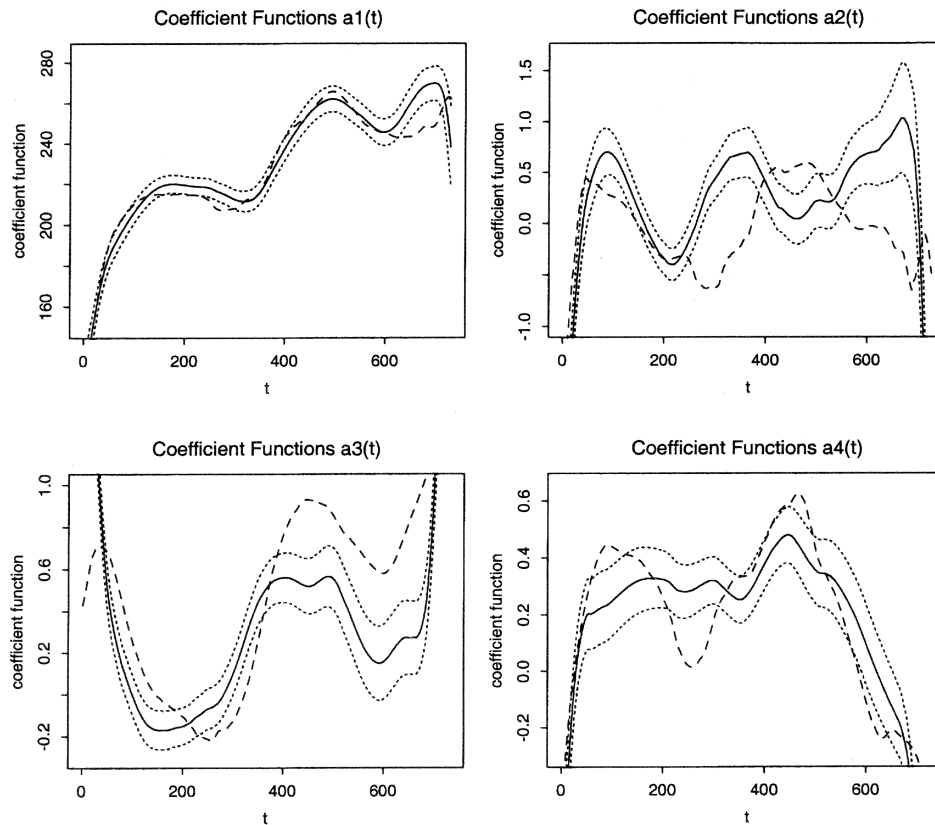 Coefficient Functions a1(t)
coefficient function
280
240
200
160
0 200 400 600
t
Coefficient Functions a2(t)
coefficient function
1.5
1.0
0.5
0.0
-1.0
0 200 400 600
t
Coefficient Functions a3(t)
coefficient function
1.0
0.6
0.2
-0.2
0 200 400 600
t
Coefficient Functions a4(t)
coefficient function
0.6
0.4
0.2
0.0
-0.2
0 200 400 600
t